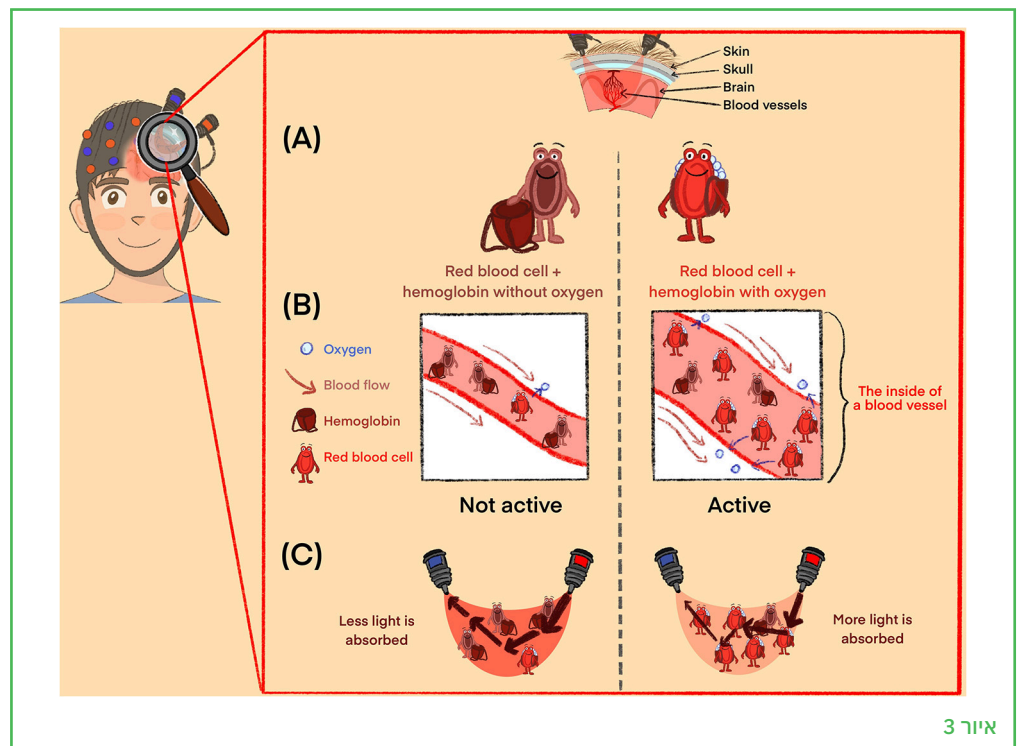 Skin
Skull
Brain
Blood vessels
(A)
Red blood cell +
hemoglobin without oxygen
Red blood cell +
hemoglobin with oxygen
(B)
Oxygen
Blood flow
Hemoglobin
Red blood cell
The inside of
a blood vessel
Not active
Active
(C)
Less light is
absorbed
More light is
absorbed
איור 3